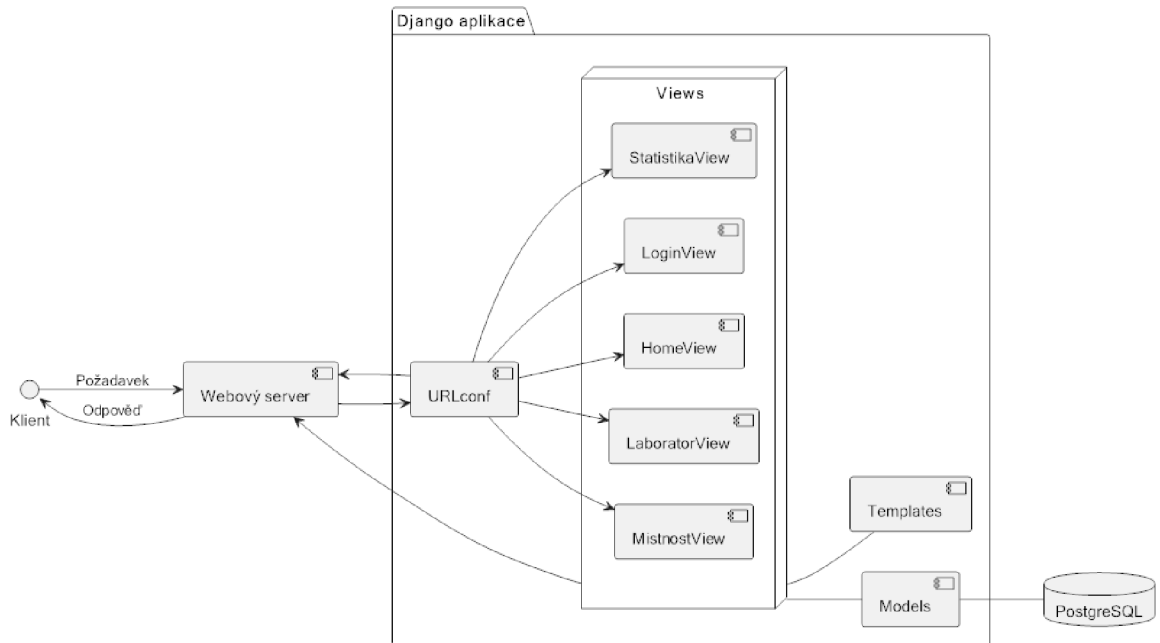 Django aplikace
Views
StatistikaView
LoginView
HomeView
Požadavek
Webový server
URLconf
Odpověď
Klient
LaboratorView
Templates
MistnostView
Models
PostgreSQL